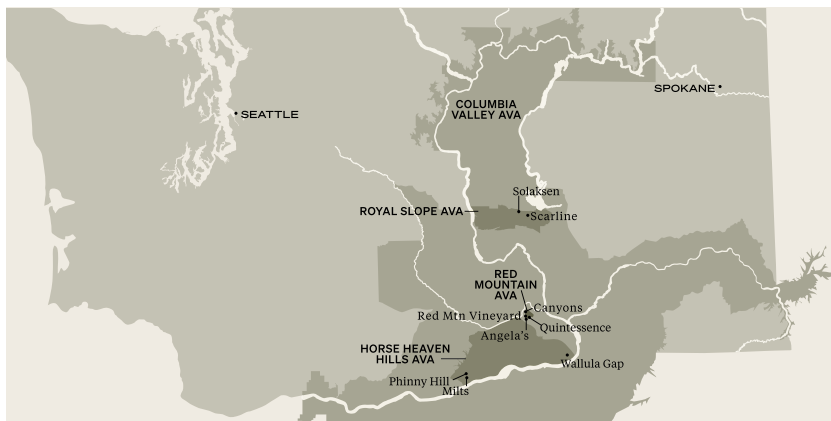 SPOKANE
COLUMBIA
VALLEY AVA
SEATTLE
Solaksen
ROYAL SLOPE AVA
Scarline
RED
MOUNTAIN
AVA
Canyons
Red Mtn Vineyard
Quintessence
Angela's
HORSE HEAVEN
HILLS AVA
Wallula Gap
Phinny Hill
Milts